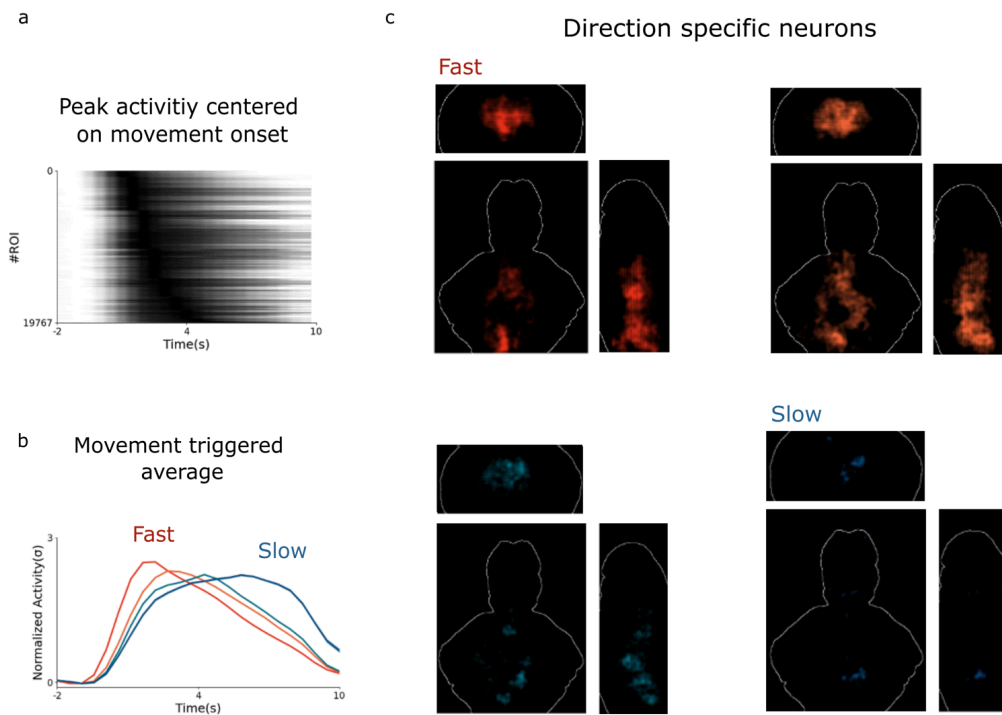 a
Peak activitiy centered
on movement onset
0
#ROI
19767
-2
4
10
Time(s)
b
Movement triggered
average
Fast
Slow
3
Normalized Activity(σ)
0
-2
4
10
Time(s)
c
Direction specific neurons
Fast
Slow